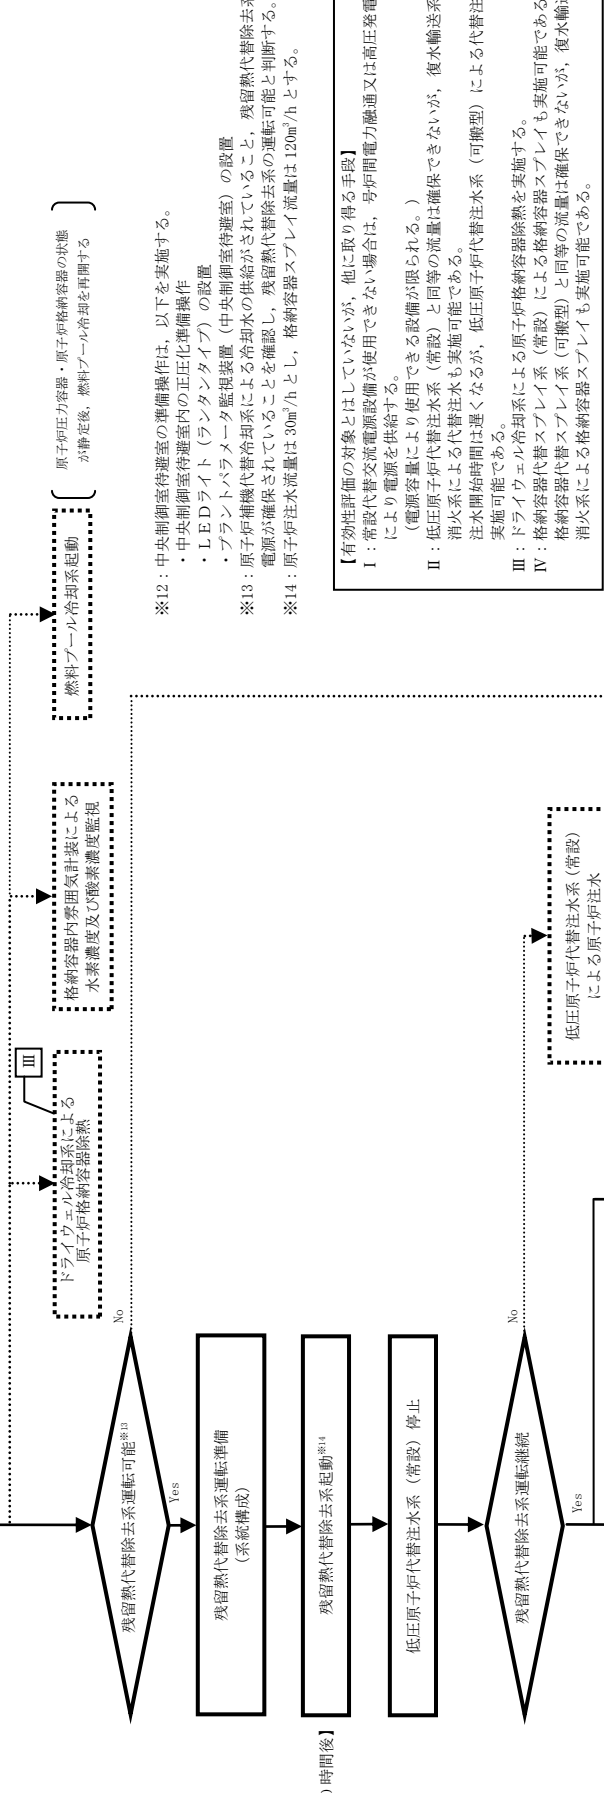 原子炉圧力容器・原子炉格納容器の状態
が静定後、燃料プール冷却を再開する
燃料プール冷却系起動
格納容器内雰囲気計装による
水素濃度及び酸素濃度監視
Ⅲ
ドライウェル冷却系による
原子炉格納容器除熱
※12：中央制御室待避室の準備操作は，以下を実施する。
・中央制御室待避室内の正圧化準備操作
・ＬＥＤライト（ランタンタイプ）の設置
・プラントパラメータ監視装置（中央制御室待避室）の設置
※13：原子炉補機代替冷却系による冷却水の供給がされていること，残留熱代替除去系
電源が確保されていることを確認し，残留熱代替除去系の運転可能と判断する。
※14：原子炉注水流量は30m³/hとし，格納容器スプレイ流量は120m³/hとする。
【有効性評価の対象とはしていないが，他に取り得る手段】
Ⅰ：常設代替交流電源設備が使用できない場合は，号炉間電力融通又は高圧発電
により電源を供給する。
（電源容量により使用できる設備が限られる。）
Ⅱ：低圧原子炉代替注水系（常設）と同等の流量は確保できないが，復水輸送系
消火系による代替注水も実施可能である。
注水開始時間は遅くなるが，低圧原子炉代替注水系（可搬型）による代替注
実施可能である。
Ⅲ：ドライウェル冷却系による原子炉格納容器除熱を実施する。
Ⅳ：格納容器代替スプレイ系（常設）による格納容器スプレイも実施可能である
格納容器代替スプレイ系（可搬型）と同等の流量は確保できないが，復水輸
消火系による格納容器スプレイも実施可能である。
残留熱代替除去系運転可能※13
No
Yes
残留熱代替除去系運転準備
（系統構成）
残留熱代替除去系起動※14
時間後】
低圧原子炉代替注水系（常設）停止
残留熱代替除去系運転継続
No
Yes
低圧原子炉代替注水系（常設）
による原子炉注水